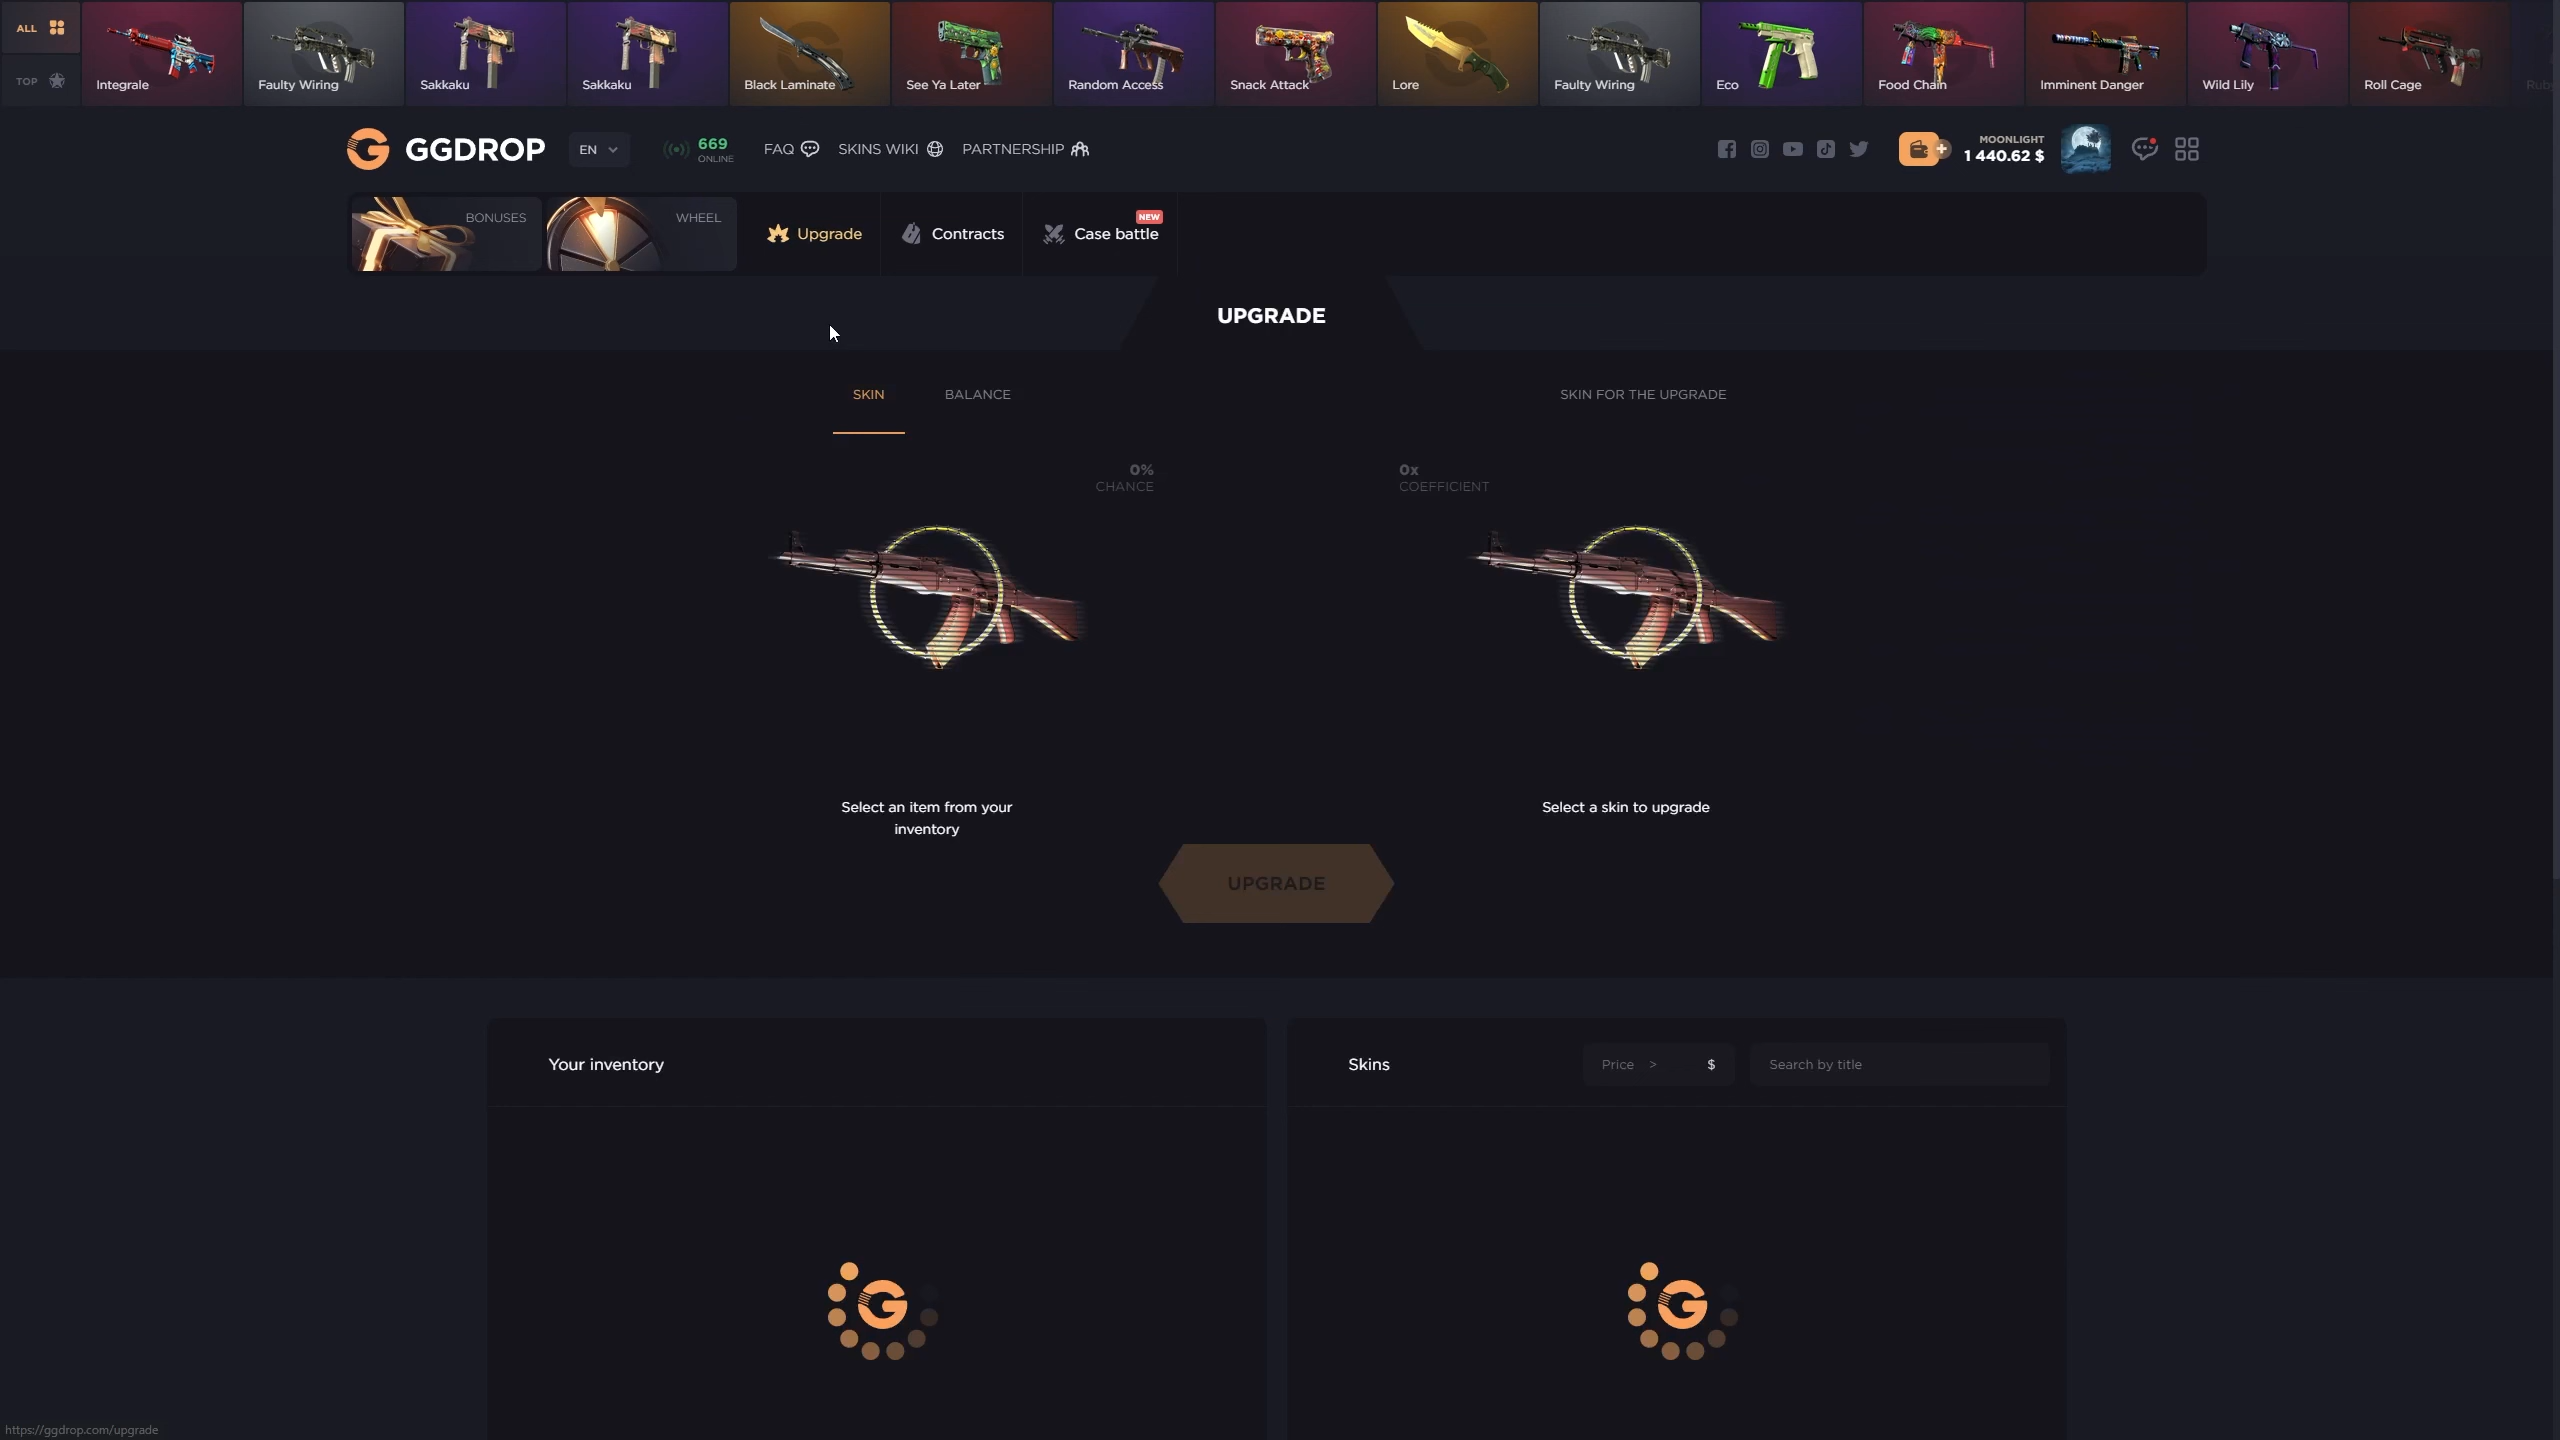 ALL
TOP
Integrale
Faulty Wiring
Sakkaku
Sakkaku
Black Laminate
See Ya Later
Random Access
Snack Attack
Lore
Faulty Wiring
Eco
Food Chain
Imminent Danger
Wild Lily
Roll Cage
GGDROP
EN
669
ONLINE
FAQ
SKINS WIKI
PARTNERSHIP
MOONLIGHT
1 440.62 $
BONUSES
WHEEL
Upgrade
Contracts
NEW
Case battle
UPGRADE
SKIN
BALANCE
SKIN FOR THE UPGRADE
0%
CHANCE
0x
COEFFICIENT
Select an item from your
inventory
Select a skin to upgrade
UPGRADE
Your inventory
Skins
Price >
$
Search by title
https://ggdrop.com/upgrade